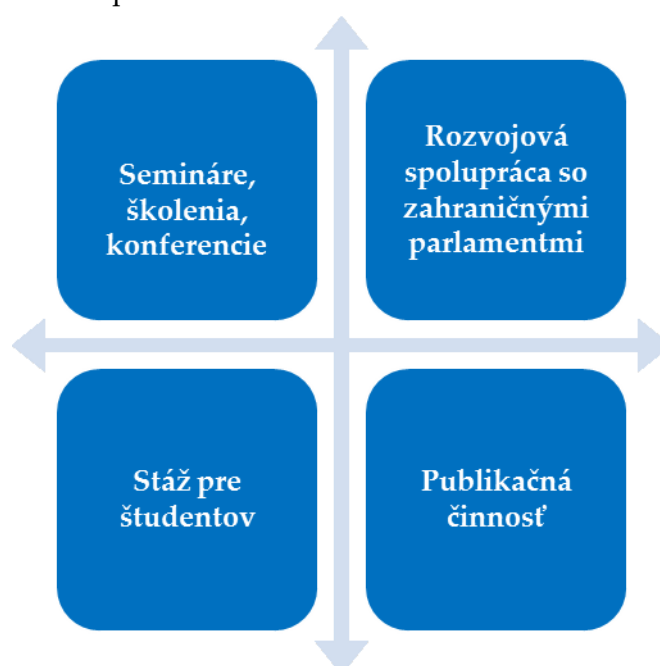 Semináre,
školenia,
konferencie
Rozvojová
spolupráca so
zahraničnými
parlamentmi
Stáž pre
študentov
Publikačná
činnosť